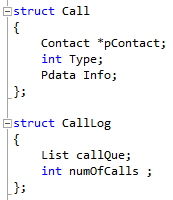 struct Call
{
Contact *pContact;
int Type;
Pdata Info;
};
struct CallLog
{
List callQue;
int numOfCalls ;
};